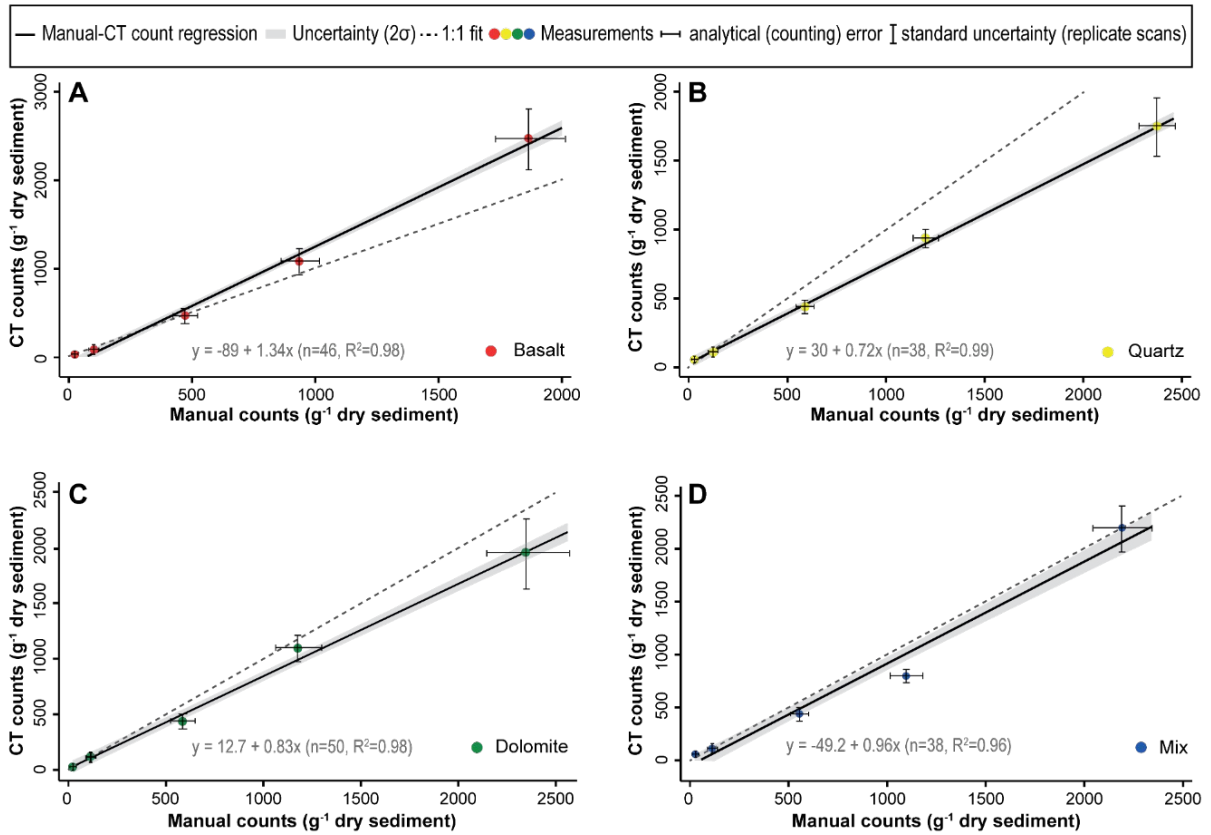 Manual-CT count regression Uncertainty (2σ) 1:1 fit Measurements analytical (counting) error standard uncertainty (replicate scans)
A
CT counts (g⁻¹ dry sediment)
3000
2000
1000
0
y = -89 + 1.34x (n=46, R²=0.98)
Basalt
0 500 1000 1500 2000
Manual counts (g⁻¹ dry sediment)
B
CT counts (g⁻¹ dry sediment)
2000
1500
1000
500
0
y = 30 + 0.72x (n=38, R²=0.99)
Quartz
0 500 1000 1500 2000 2500
Manual counts (g⁻¹ dry sediment)
C
CT counts (g⁻¹ dry sediment)
2500
2000
1500
1000
500
0
y = 12.7 + 0.83x (n=50, R²=0.98)
Dolomite
0 500 1000 1500 2000 2500
Manual counts (g⁻¹ dry sediment)
D
CT counts (g⁻¹ dry sediment)
2500
2000
1500
1000
500
0
y = -49.2 + 0.96x (n=38, R²=0.96)
Mix
0 500 1000 1500 2000 2500
Manual counts (g⁻¹ dry sediment)